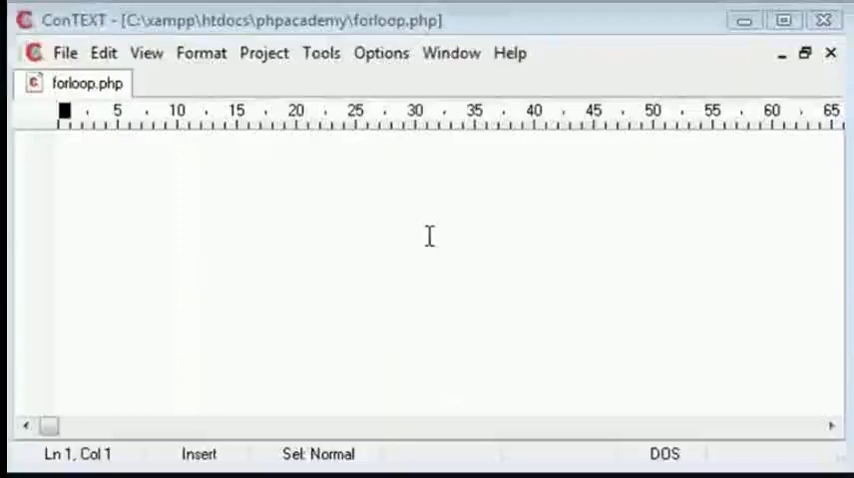 ConTEXT - [C:\xampp\htdocs\phpacademy\forloop.php]
File Edit View Format Project Tools Options Window Help
forloop.php
5 10 15 20 25 30 35 40 45 50 55 60 65
Ln 1, Col 1 Insert Sel: Normal DOS